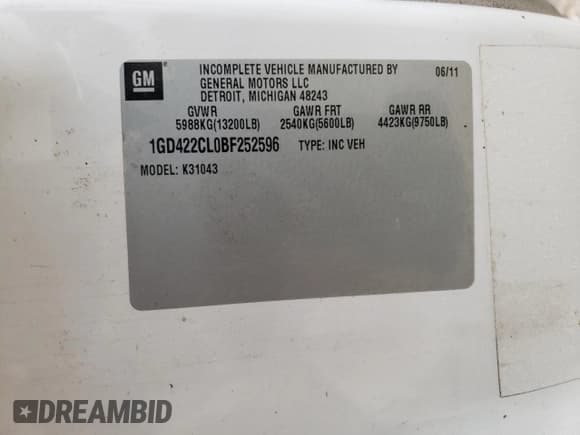 GM ® INCOMPLETE VEHICLE MANUFACTURED BY 06/11
GENERAL MOTORS LLC
DETROIT, MICHIGAN 48243
GVWR GAWR FRT GAWR RR
5988KG(13200LB) 2540KG(5600LB) 4423KG(9750LB)
1GD422CL0BF252596 TYPE: INC VEH
MODEL: K31043
DREAMBID